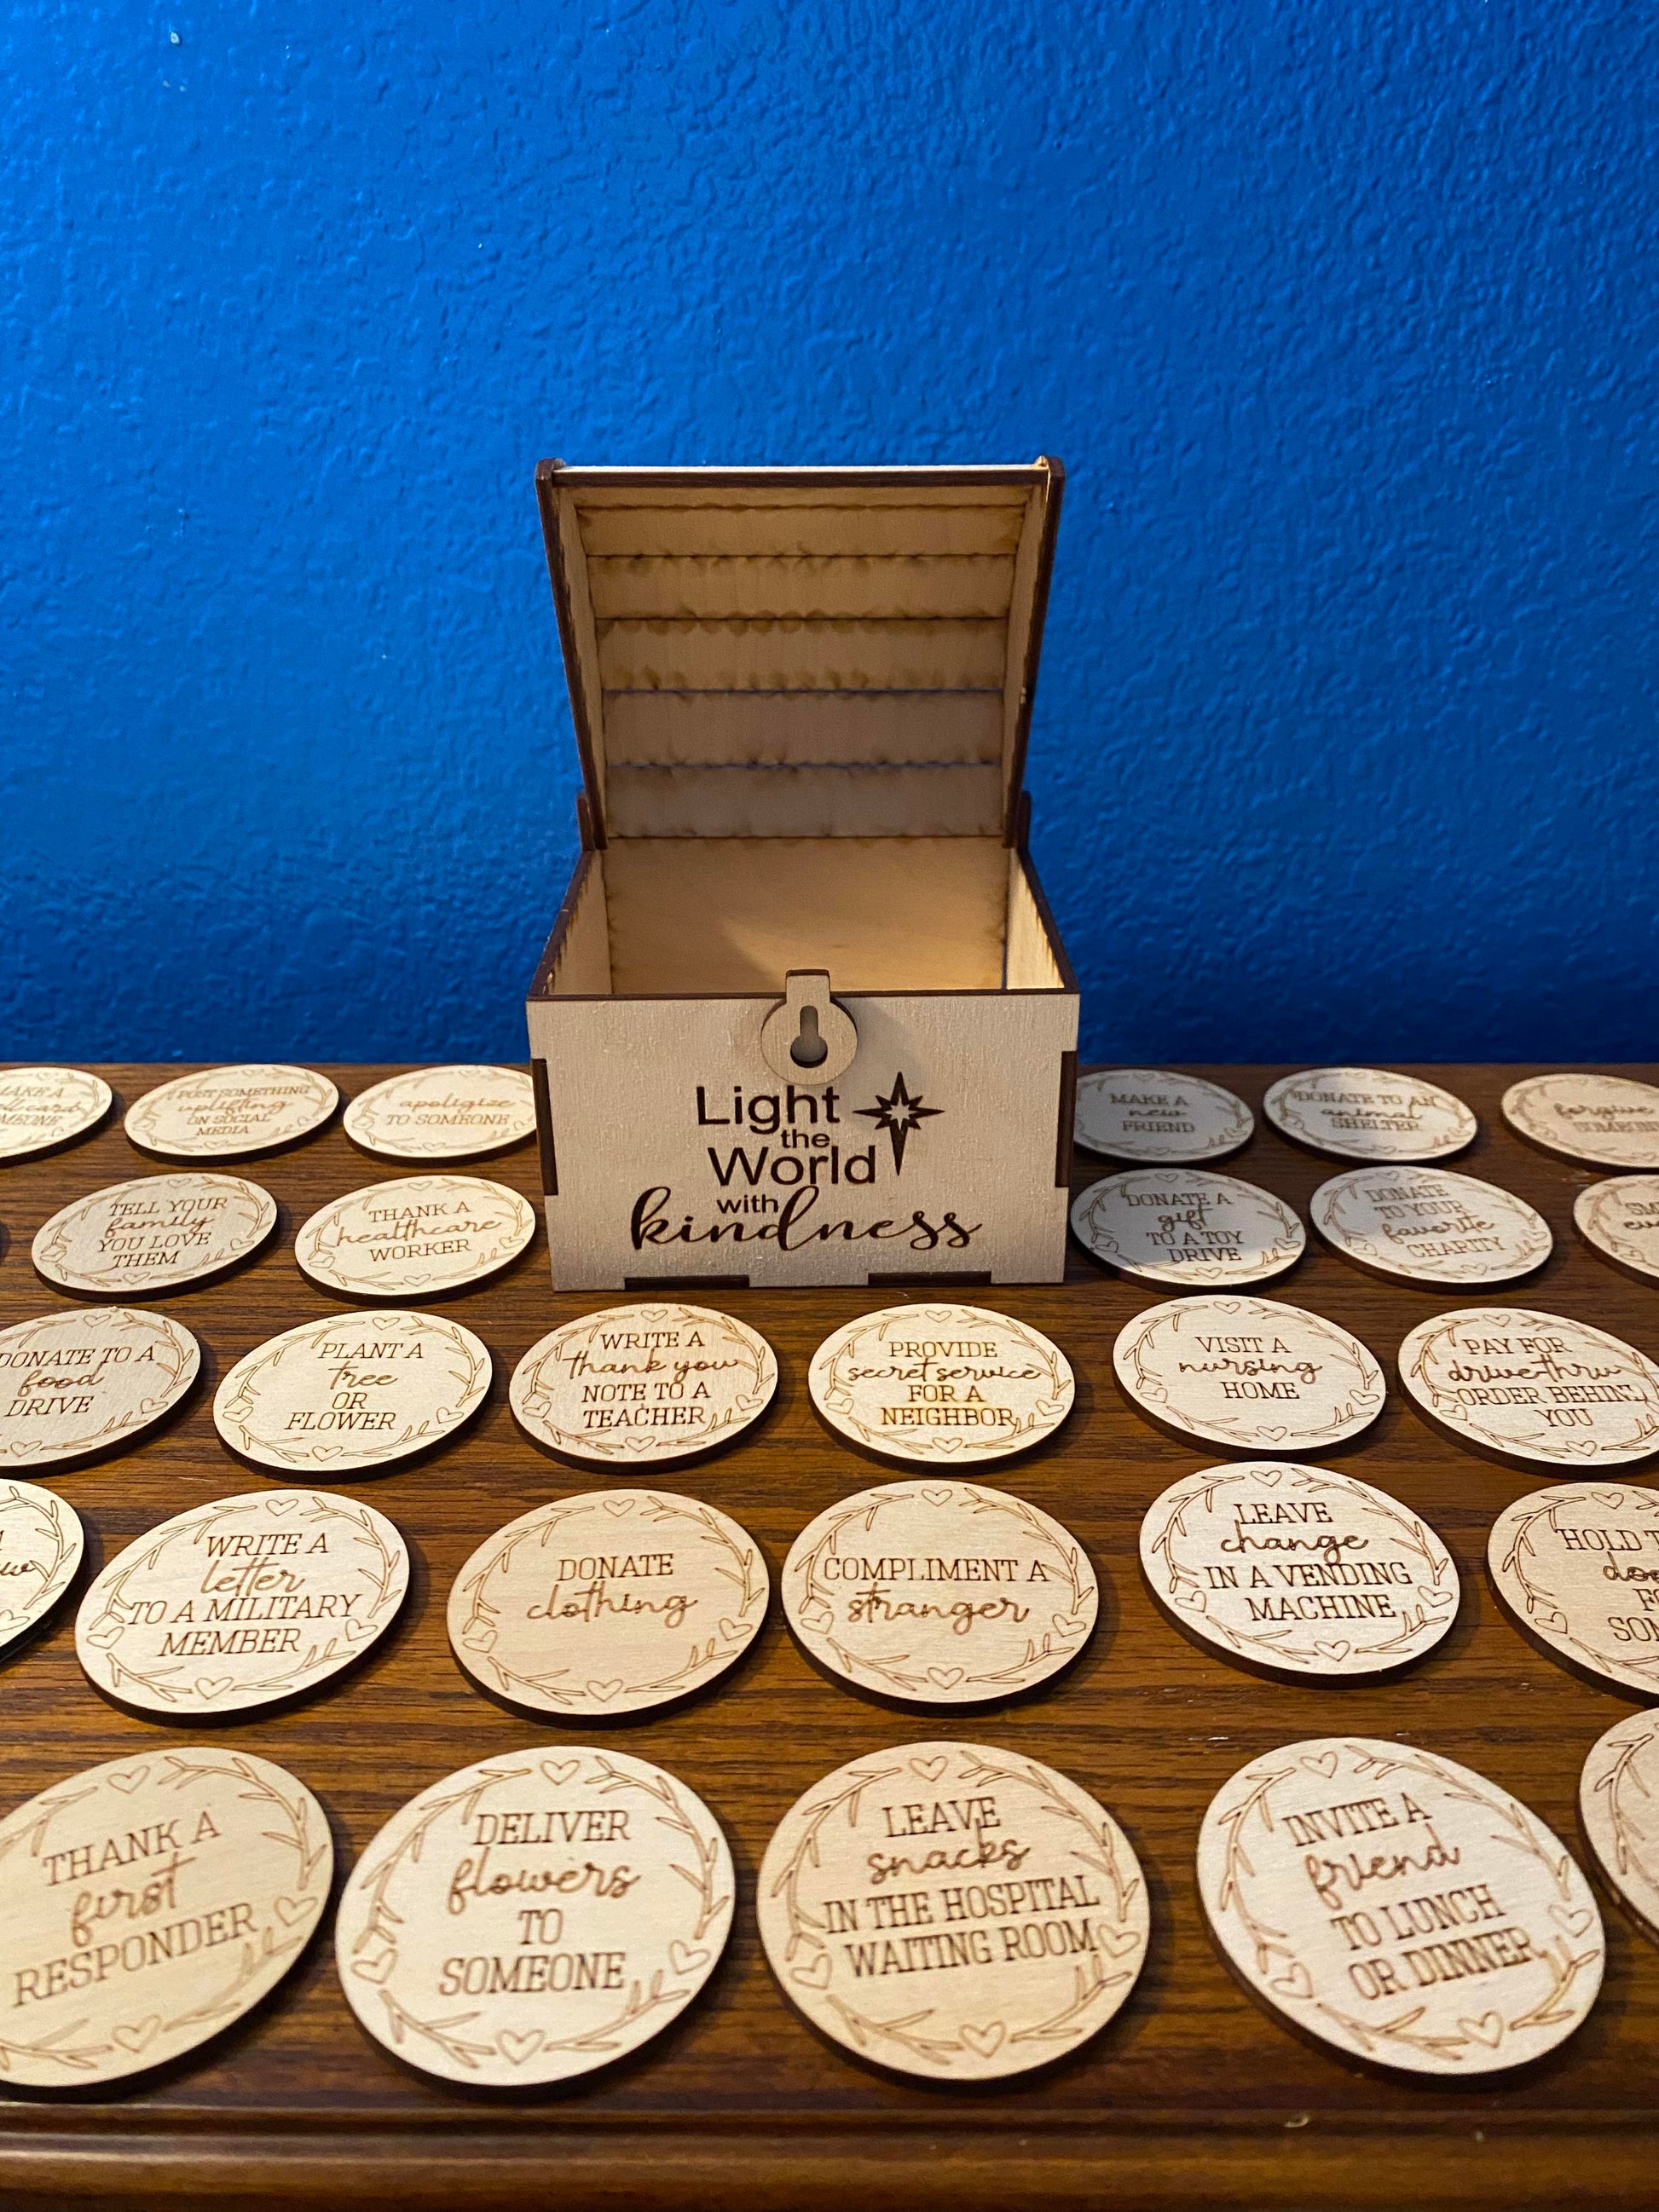 Light
the
World
with
kindness
MAKE A
POST SOMETHING
uplifting
ON SOCIAL
MEDIA
apologize
TO SOMEONE
MAKE A
new
FRIEND
DONATE TO AN
animal
SHELTER
forgive
TELL YOUR
family
YOU LOVE
THEM
THANK A
healthcare
WORKER
DONATE A
gift
TO A TOY
DRIVE
DONATE
TO YOUR
favorite
CHARITY
DONATE TO A
food
DRIVE
PLANT A
tree
OR
FLOWER
WRITE A
thank you
NOTE TO A
TEACHER
PROVIDE
secret service
FOR A
NEIGHBOR
VISIT A
nursing
HOME
PAY FOR
drive-thru
ORDER BEHIND
YOU
WRITE A
letter
TO A MILITARY
MEMBER
DONATE
clothing
COMPLIMENT A
stranger
LEAVE
change
IN A VENDING
MACHINE
HOLD
THANK A
first
RESPONDER
DELIVER
flowers
TO
SOMEONE
LEAVE
snacks
IN THE HOSPITAL
WAITING ROOM
INVITE A
friend
TO LUNCH
OR DINNER